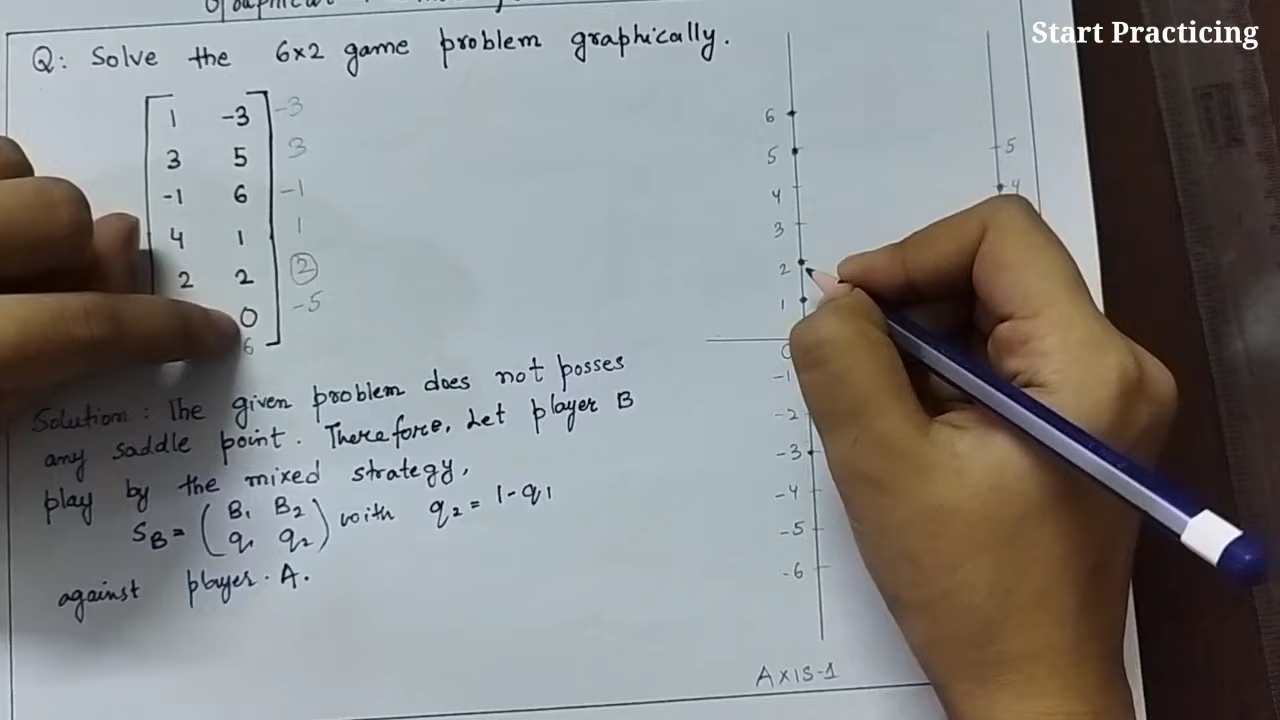 Start Practicing
Q: Solve the 6×2 game problem graphically.
1 -3 -3
3 5 3
-1 6 -1
4 1 1
2 2 ②
0 -5
6
Solution: The given problem does not posses
any saddle point. Therefore, Let player B
play by the mixed strategy,
S_B = ( B₁ B₂ ) with q₂ = 1-q₁
q₁ q₂
against player. A.
6
5
4
3
2
1
0
-1
-2
-3
-4
-5
-6
AXIS-1
5
4